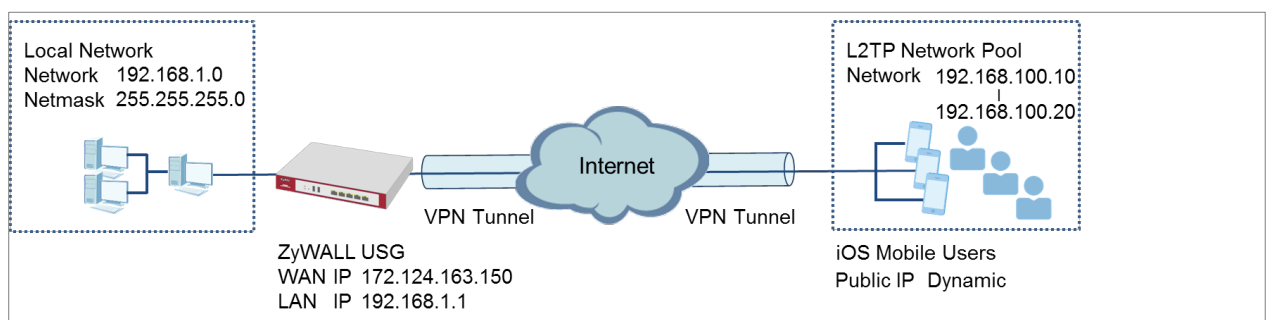 Local Network
Network 192.168.1.0
Netmask 255.255.255.0
L2TP Network Pool
Network 192.168.100.10
|
192.168.100.20
Internet
VPN Tunnel
VPN Tunnel
ZyWALL USG
WAN IP 172.124.163.150
LAN IP 192.168.1.1
iOS Mobile Users
Public IP Dynamic